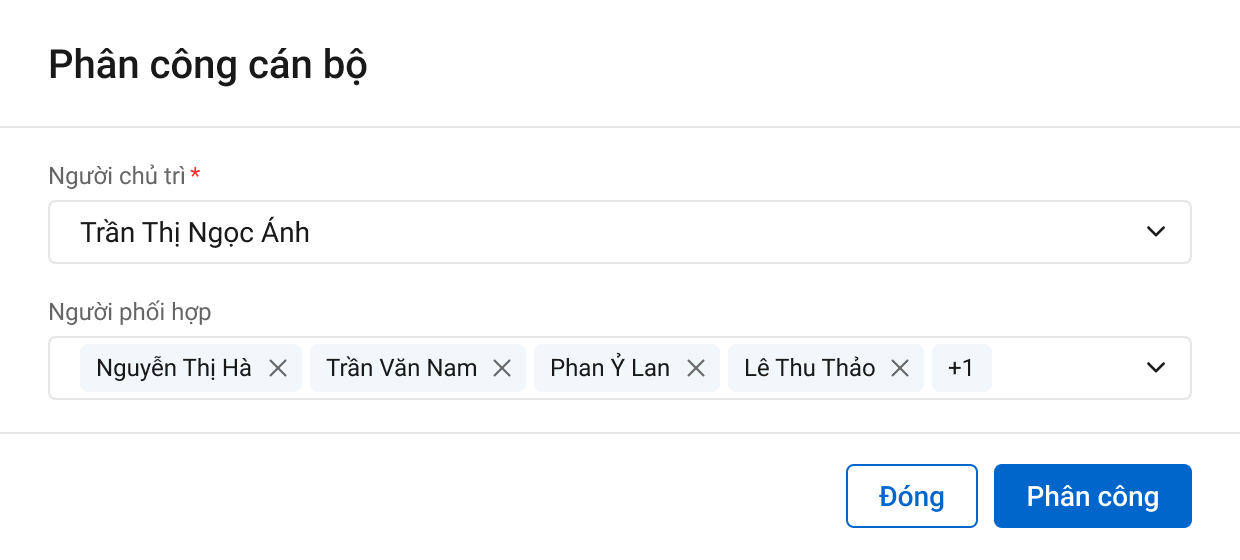 Phân công cán bộ
Người chủ trì *
Trần Thị Ngọc Ánh
Người phối hợp
Nguyễn Thị Hà Trần Văn Nam Phan Ỷ Lan Lê Thu Thảo +1
Đóng Phân công